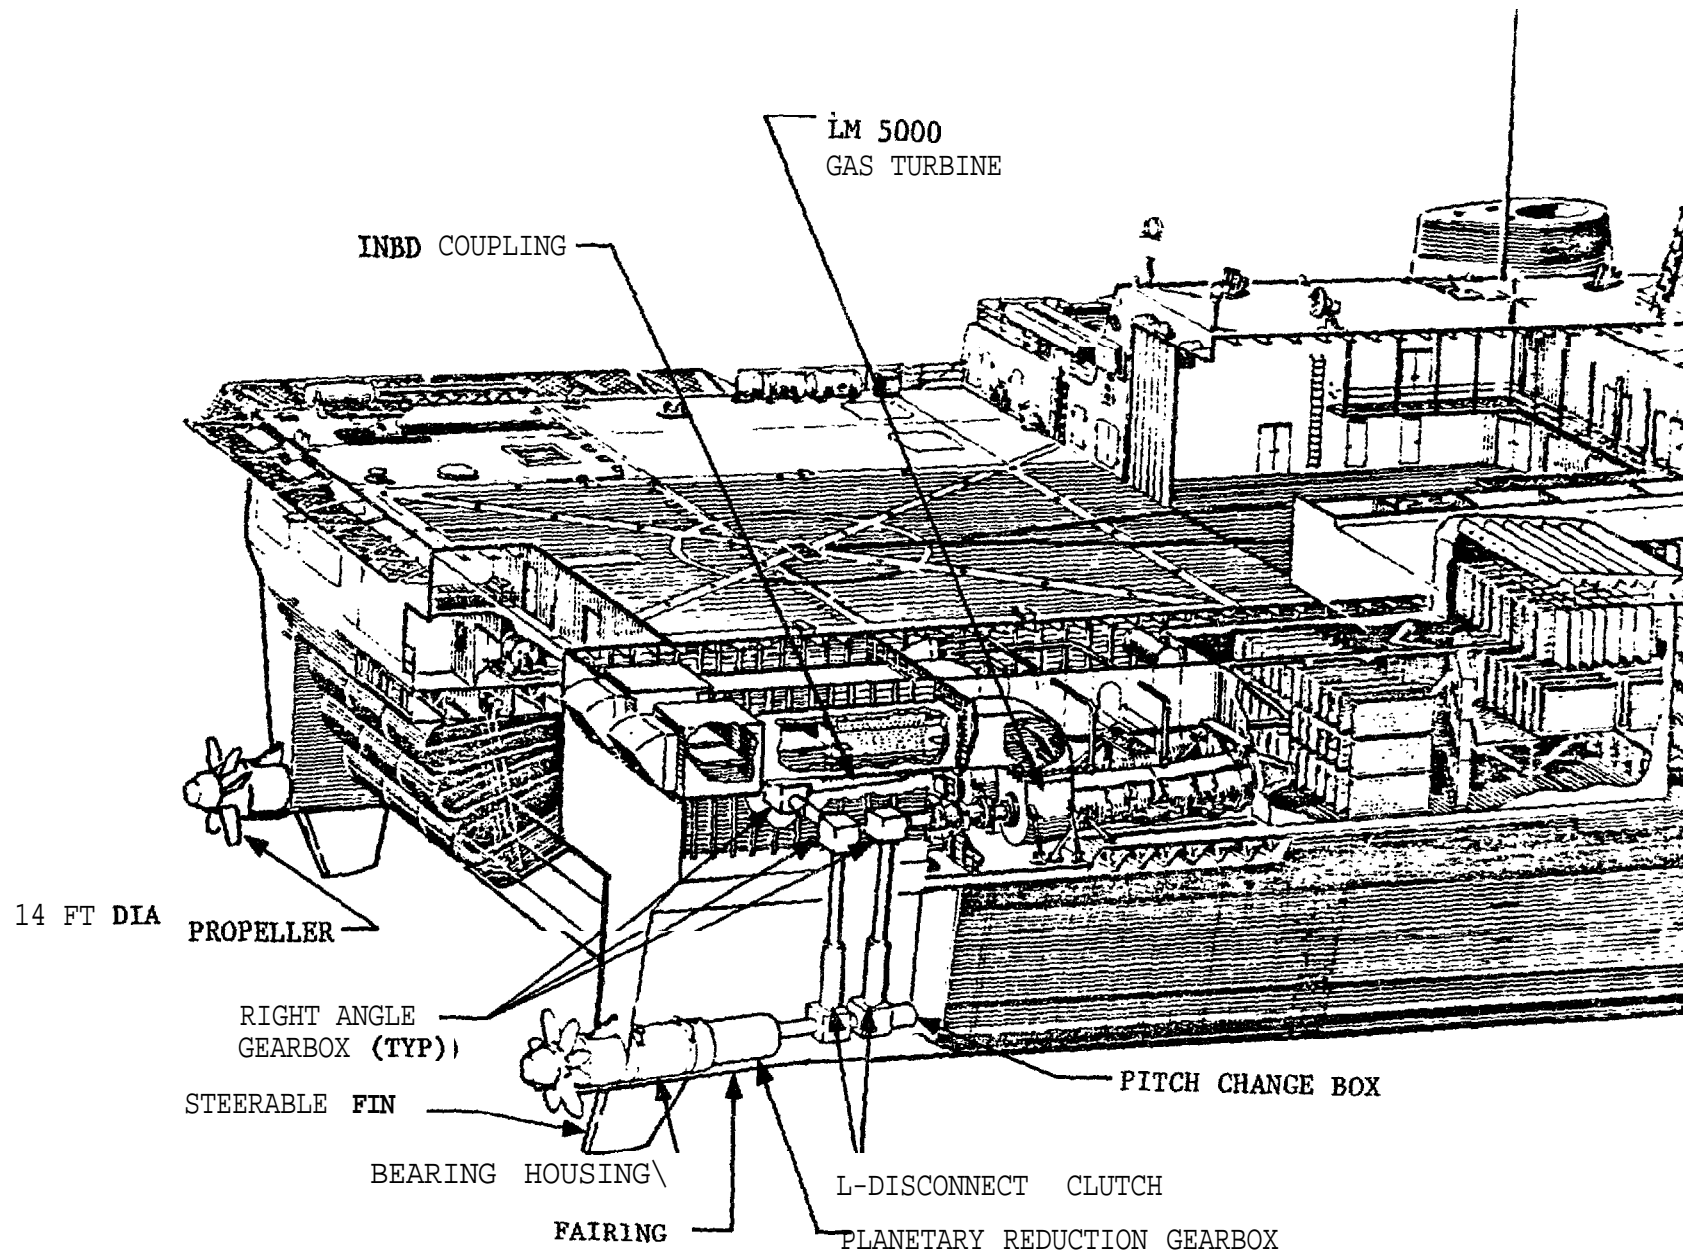 LM 5000
GAS TURBINE
INBD COUPLING
14 FT DIA PROPELLER
RIGHT ANGLE
GEARBOX (TYP)
STEERABLE FIN
PITCH CHANGE BOX
BEARING HOUSING
L-DISCONNECT CLUTCH
FAIRING
PLANETARY REDUCTION GEARBOX